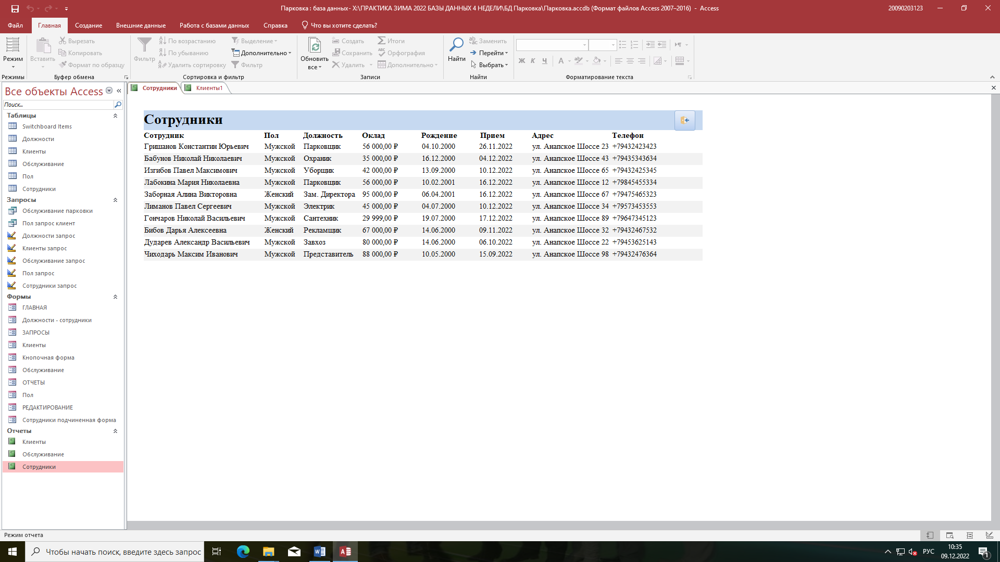 Парковка : база данных- X:\ПРАКТИКА ЗИМА 2022 БАЗЫ ДАННЫХ 4 НЕДЕЛИ\БД Парковка\Парковка.accdb (Формат файлов Access 2007–2016) - Access
20090203123
Файл Главная Создание Внешние данные Работа с базами данных Справка Что вы хотите сделать?
Режим
Режимы
Вставить
Вырезать
Копировать
Формат по образцу
Буфер обмена
Фильтр
По возрастанию
По убыванию
Удалить сортировку
Выделение
Дополнительно
Фильтр
Сортировка и фильтр
Обновить
все
Создать
Сохранить
Удалить
Итоги
Орфография
Дополнительно
Записи
Найти
Заменить
Перейти
Выбрать
Найти
Ж К Ч
Форматирование текста
Все объекты Access
Поиск...
Таблицы
Switchboard Items
Должности
Клиенты
Обслуживание
Пол
Сотрудники
Запросы
Обслуживание парковки
Пол запрос клиент
Должности запрос
Клиенты запрос
Обслуживание запрос
Пол запрос
Сотрудники запрос
Формы
ГЛАВНАЯ
Должности - сотрудники
ЗАПРОСЫ
Клиенты
Кнопочная форма
Обслуживание
ОТЧЕТЫ
Пол
РЕДАКТИРОВАНИЕ
Сотрудники подчиненная форма
Отчеты
Клиенты
Обслуживание
Сотрудники
Сотрудники Клиенты1
Сотрудники
Сотрудник Пол Должность Оклад Рождение Прием Адрес Телефон
Гришанов Константин Юрьевич Мужской Парковщик 56 000,00 ₽ 04.10.2000 26.11.2022 ул. Анапское Шоссе 23 +79432423423
Бабунов Николай Николаевич Мужской Охраник 35 000,00 ₽ 16.12.2000 04.12.2022 ул. Анапское Шоссе 43 +79435343634
Изгибов Павел Максимович Мужской Уборщик 42 000,00 ₽ 13.09.2000 10.12.2022 ул. Анапское Шоссе 65 +79432425345
Лабокина Мария Николаевна Мужской Парковщик 56 000,00 ₽ 10.02.2001 16.12.2022 ул. Анапское Шоссе 12 +79845455334
Заборная Алина Викторовна Женский Зам. Директора 95 000,00 ₽ 06.04.2001 16.12.2022 ул. Анапское Шоссе 67 +79475465323
Лиманов Павел Сергеевич Мужской Электрик 45 000,00 ₽ 04.07.2000 10.12.2022 ул. Анапское Шоссе 34 +79573453553
Гончаров Николай Васильевич Мужской Сантехник 29 999,00 ₽ 19.07.2000 17.12.2022 ул. Анапское Шоссе 89 +79647345123
Бибов Дарья Алексеевна Женский Рекламщик 67 000,00 ₽ 14.06.2000 09.11.2022 ул. Анапское Шоссе 32 +79432467532
Дударев Александр Васильевич Мужской Завхоз 80 000,00 ₽ 14.06.2000 06.10.2022 ул. Анапское Шоссе 22 +79453625143
Чиходарь Максим Иванович Мужской Представитель 88 000,00 ₽ 10.05.2000 15.09.2022 ул. Анапское Шоссе 98 +79432476364
Режим отчета
Чтобы начать поиск, введите здесь запрос
РУС
10:35
09.12.2022
1